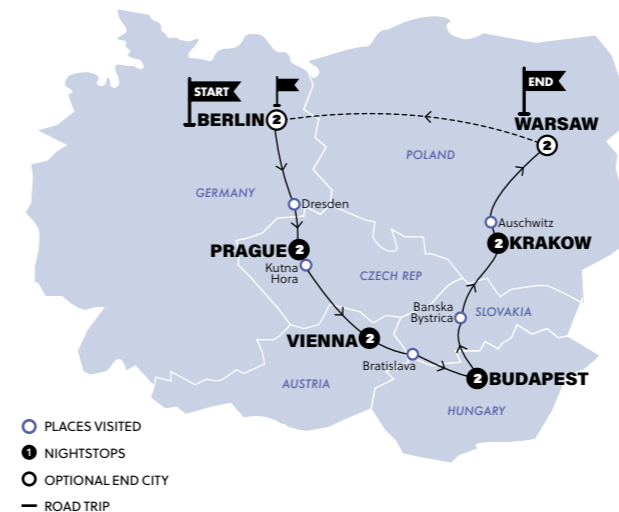 START
END
BERLIN 2
WARSAW
2
POLAND
GERMANY
Dresden
Auschwitz
PRAGUE 2
2 KRAKOW
Kutna
Hora
CZECH REP
Banska
Bystrica
SLOVAKIA
VIENNA 2
Bratislava
2 BUDAPEST
AUSTRIA
HUNGARY
PLACES VISITED
1 NIGHTSTOPS
OPTIONAL END CITY
ROAD TRIP